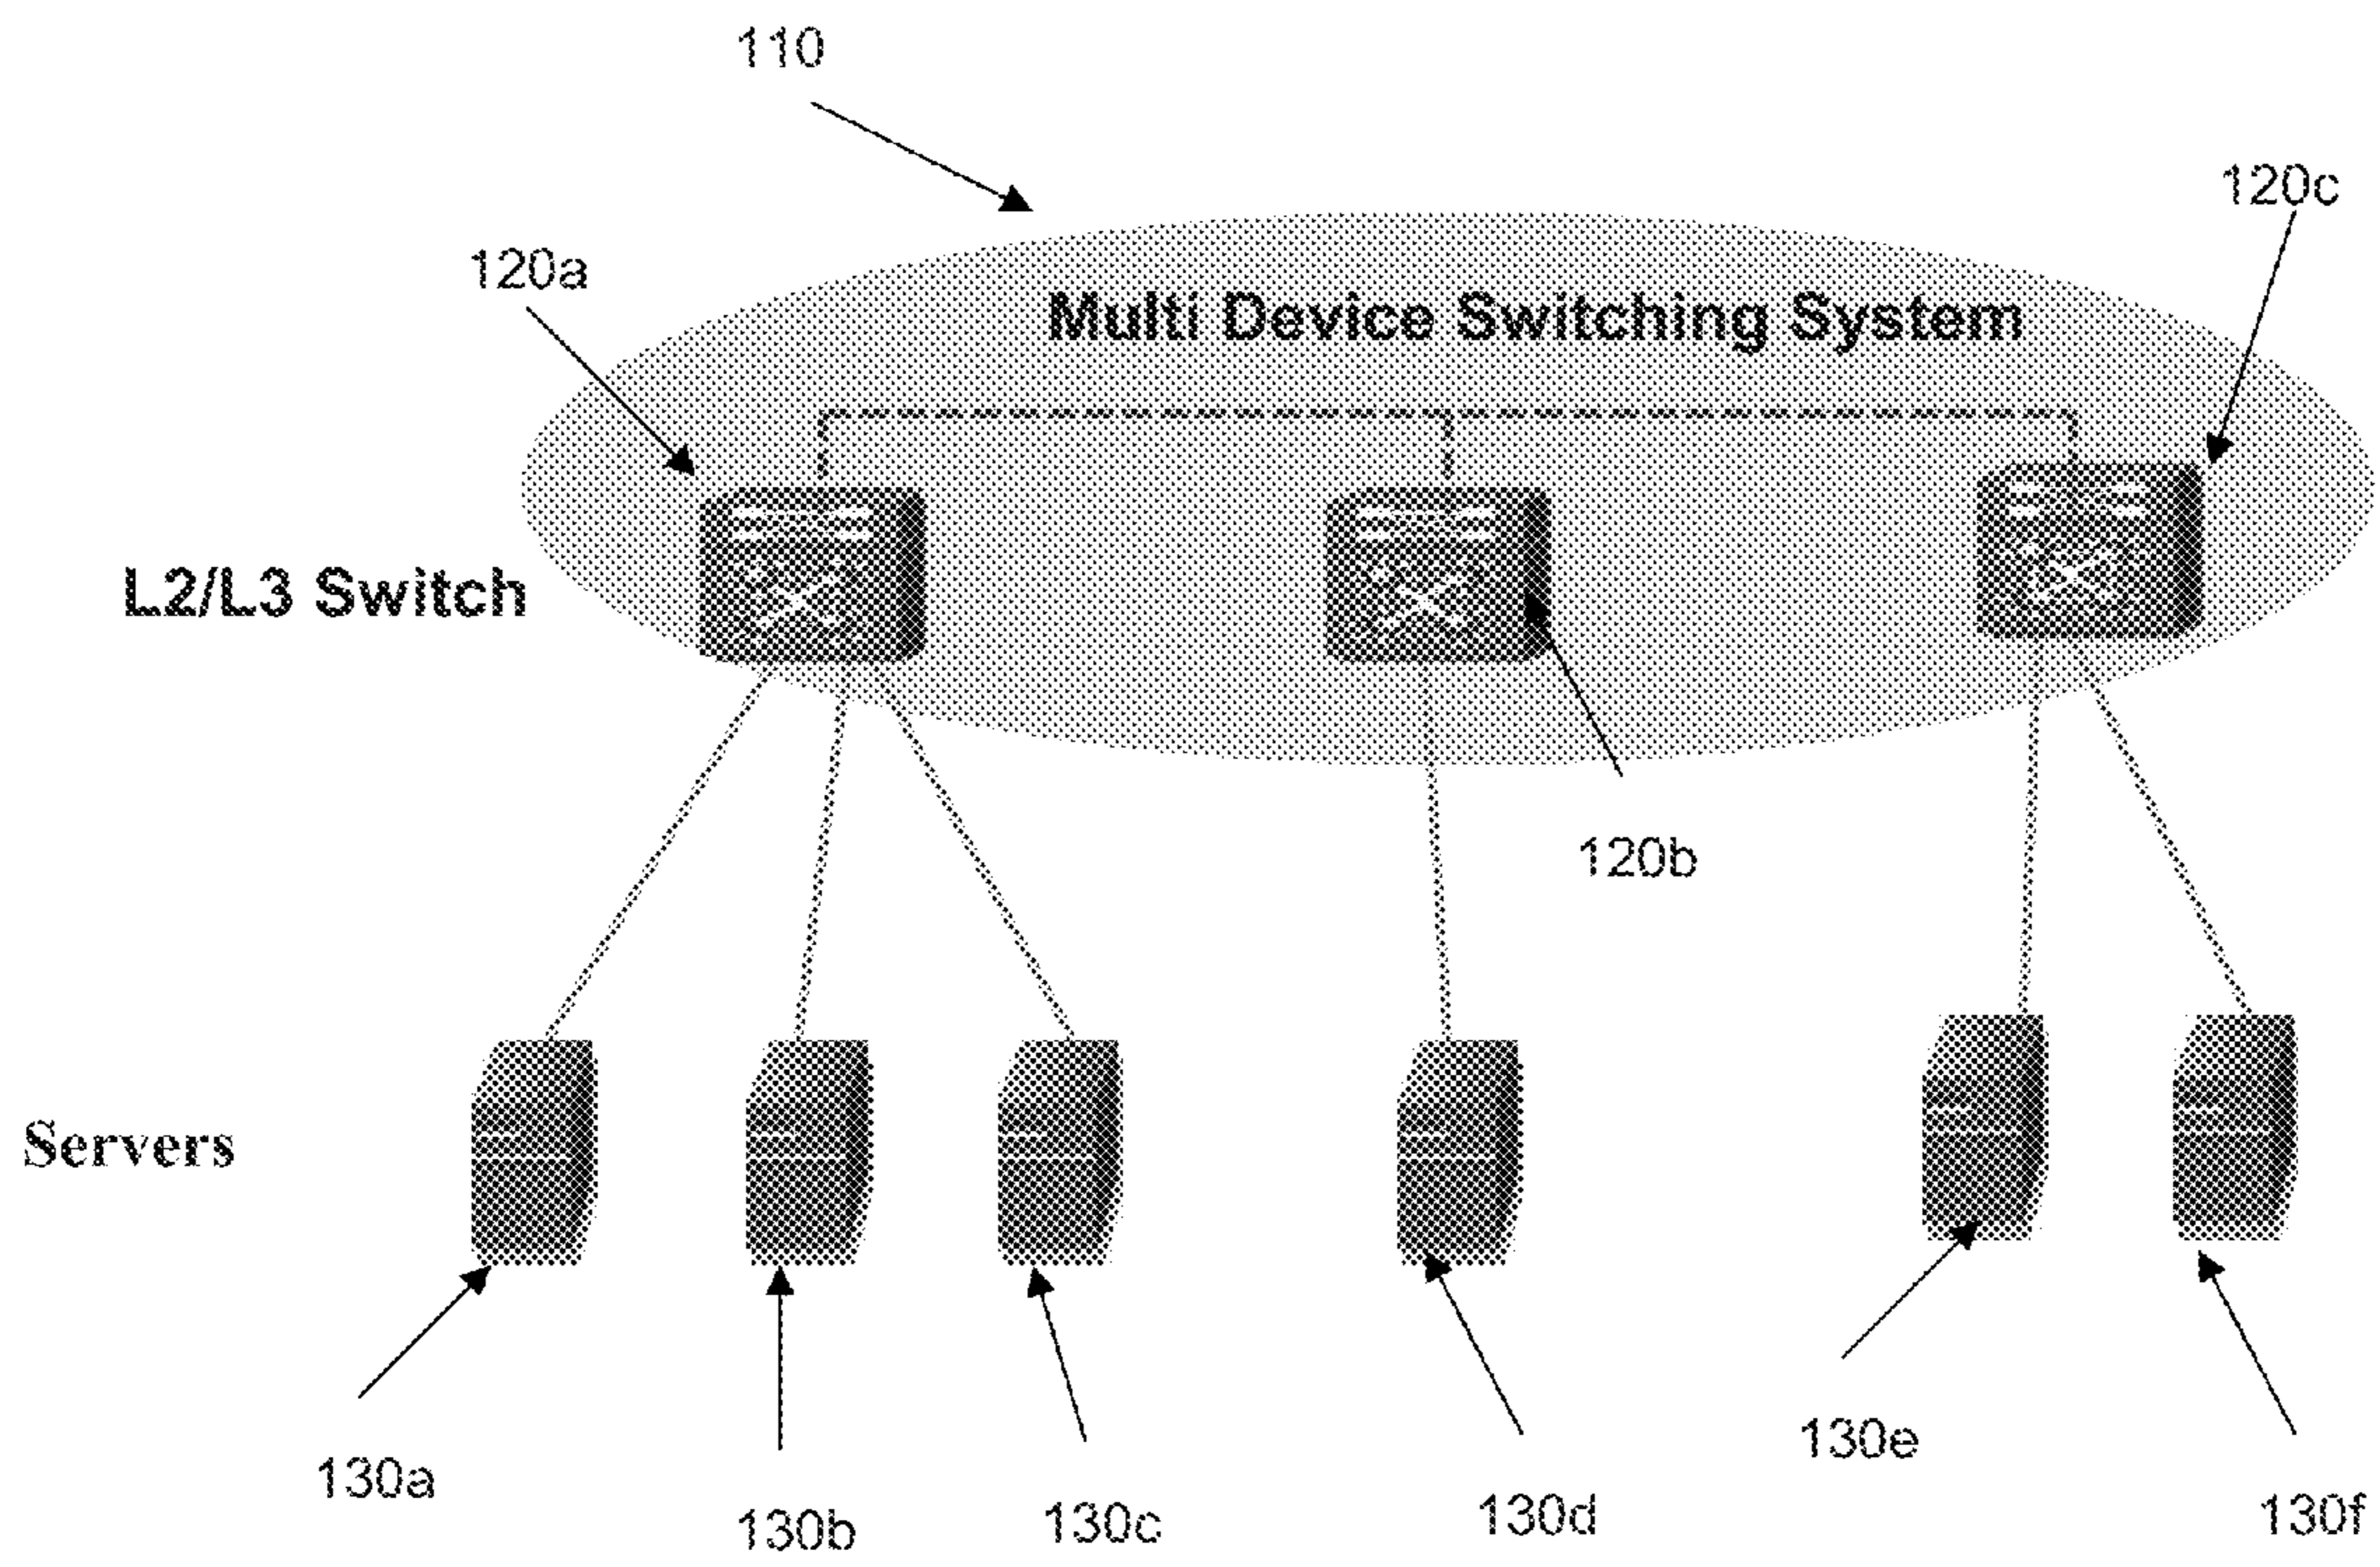 110
120c
120a
Multi Device Switching System
L2/L3 Switch
120b
Servers
130a
130b
130c
130d
130e
130f